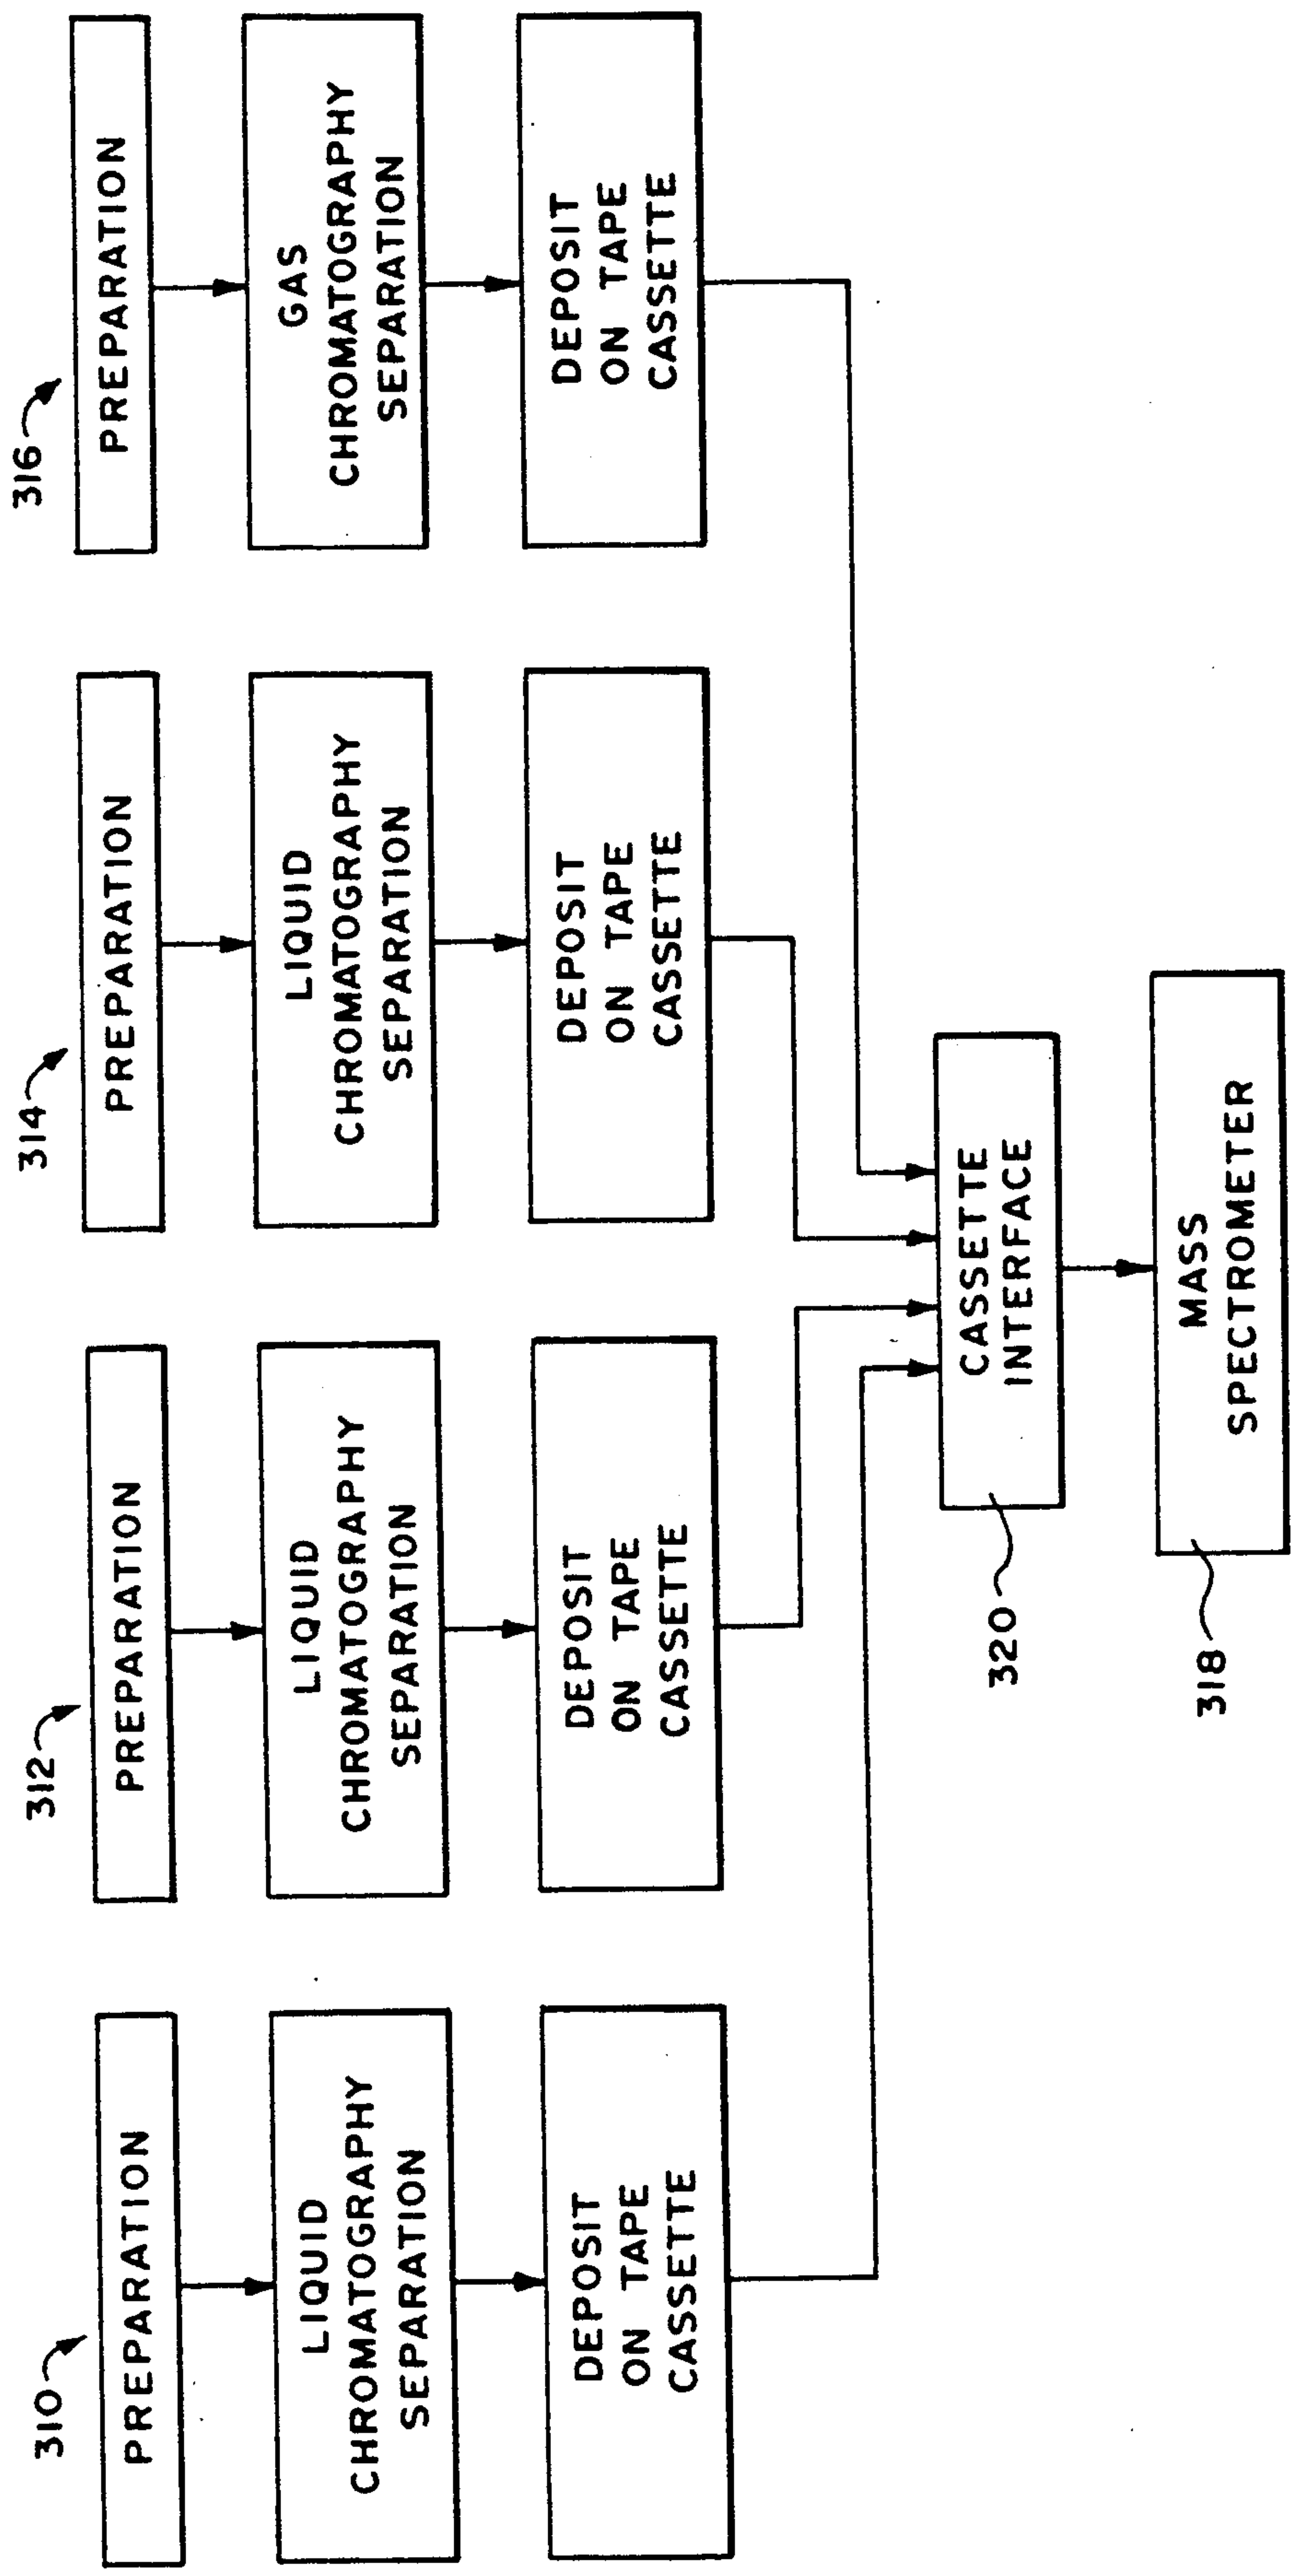 310
PREPARATION
LIQUID
CHROMATOGRAPHY
SEPARATION
DEPOSIT
ON TAPE
CASSETTE
312
PREPARATION
LIQUID
CHROMATOGRAPHY
SEPARATION
DEPOSIT
ON TAPE
CASSETTE
314
PREPARATION
LIQUID
CHROMATOGRAPHY
SEPARATION
DEPOSIT
ON TAPE
CASSETTE
316
PREPARATION
GAS
CHROMATOGRAPHY
SEPARATION
DEPOSIT
ON TAPE
CASSETTE
320
CASSETTE
INTERFACE
318
MASS
SPECTROMETER